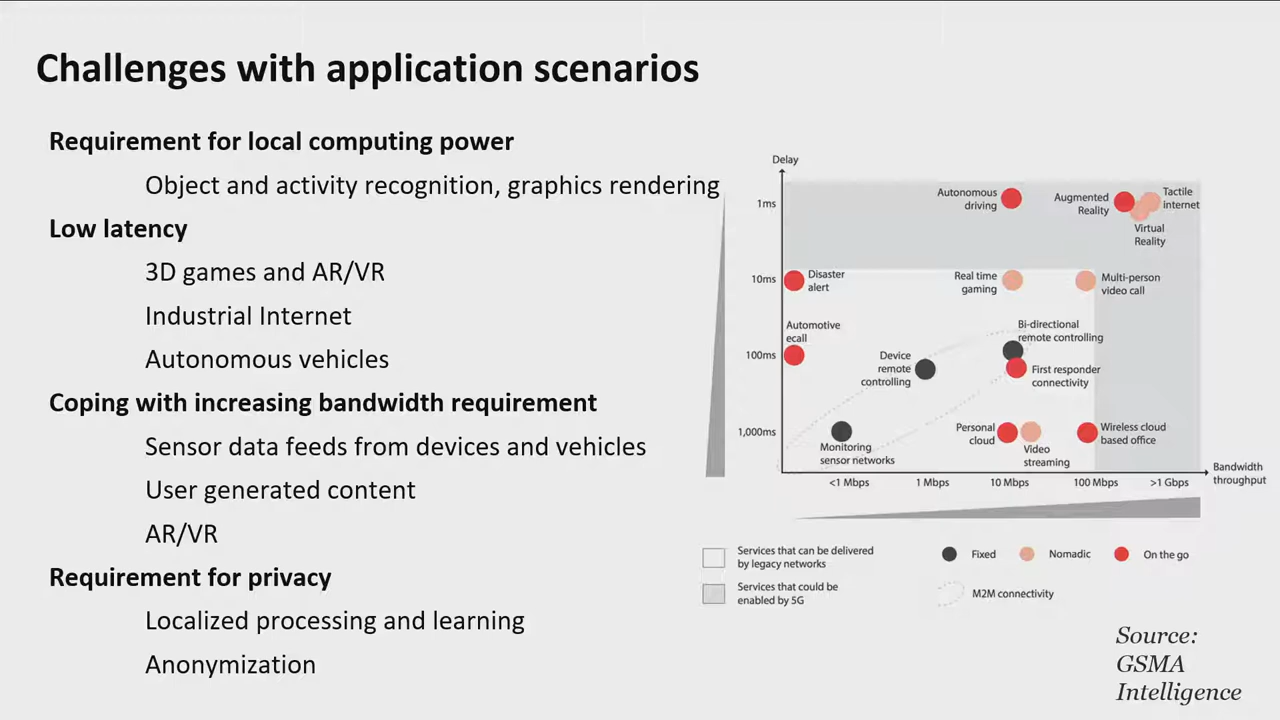 Challenges with application scenarios
Requirement for local computing power
Object and activity recognition, graphics rendering
Low latency
3D games and AR/VR
Industrial Internet
Autonomous vehicles
Coping with increasing bandwidth requirement
Sensor data feeds from devices and vehicles
User generated content
AR/VR
Requirement for privacy
Localized processing and learning
Anonymization
Delay
1ms
10ms
100ms
1,000ms
Autonomous
driving
Augmented
Reality
Tactile
internet
Virtual
Reality
Disaster
alert
Real time
gaming
Multi-person
video call
Automotive
ecall
Device
remote
controlling
Bi-directional
remote controlling
First responder
connectivity
Monitoring
sensor networks
Personal
cloud
Video
streaming
Wireless cloud
based office
<1 Mbps
1 Mbps
10 Mbps
100 Mbps
>1 Gbps
Bandwidth
throughput
Services that can be delivered
by legacy networks
Services that could be
enabled by 5G
Fixed
Nomadic
On the go
M2M connectivity
Source:
GSMA
Intelligence